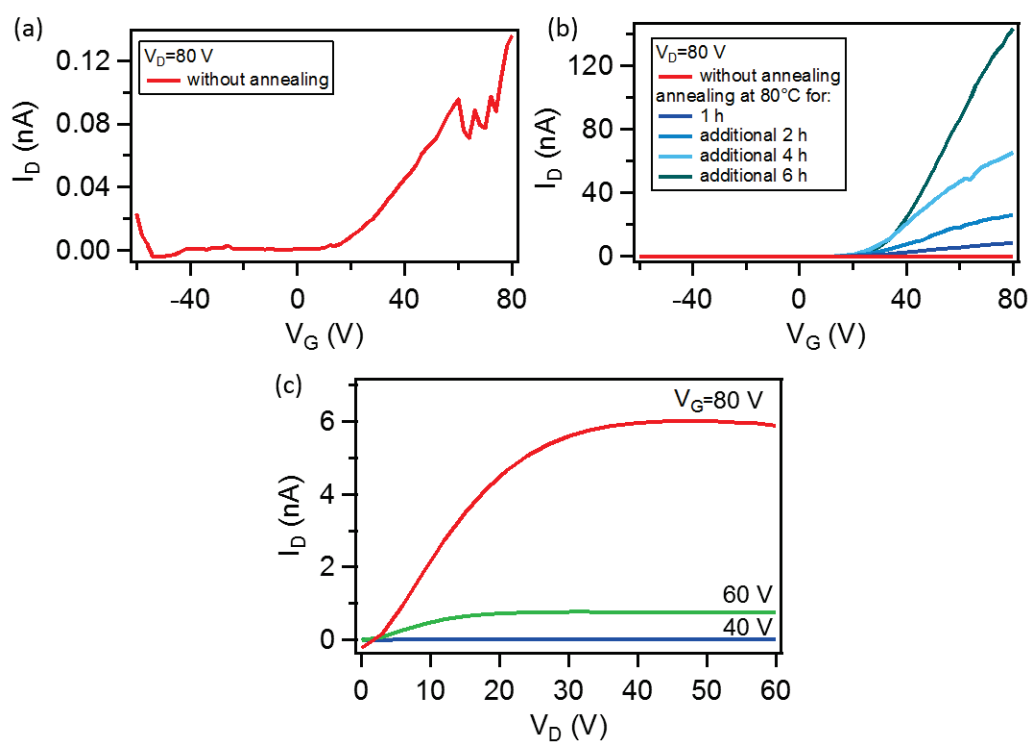 (a)
V_D=80 V
without annealing
0.12
0.08
0.04
0.00
I_D (nA)
-40
0
40
80
V_G (V)
(b)
V_D=80 V
without annealing
annealing at 80°C for:
1 h
additional 2 h
additional 4 h
additional 6 h
120
80
40
0
I_D (nA)
-40
0
40
80
V_G (V)
(c)
V_G=80 V
60 V
40 V
6
4
2
0
I_D (nA)
0
10
20
30
40
50
60
V_D (V)